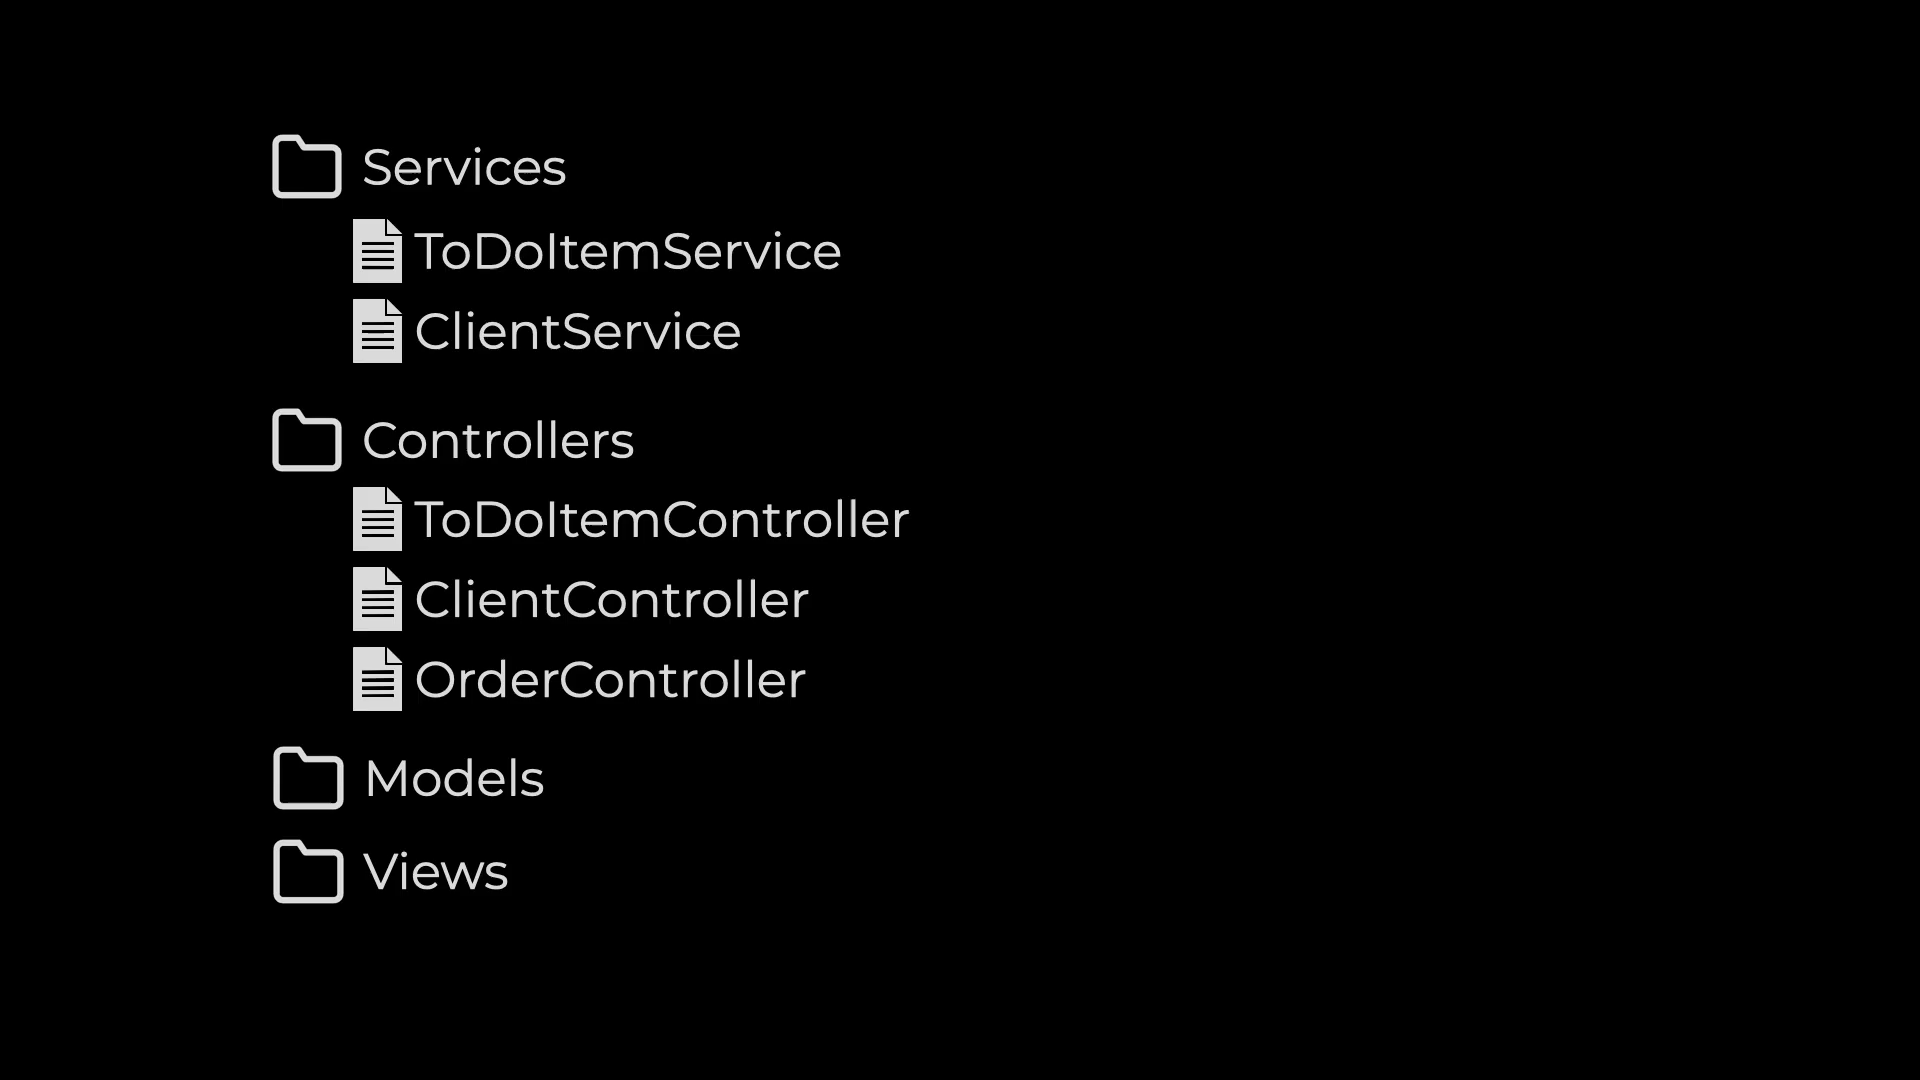 Services
ToDoItemService
ClientService
Controllers
ToDoItemController
ClientController
OrderController
Models
Views